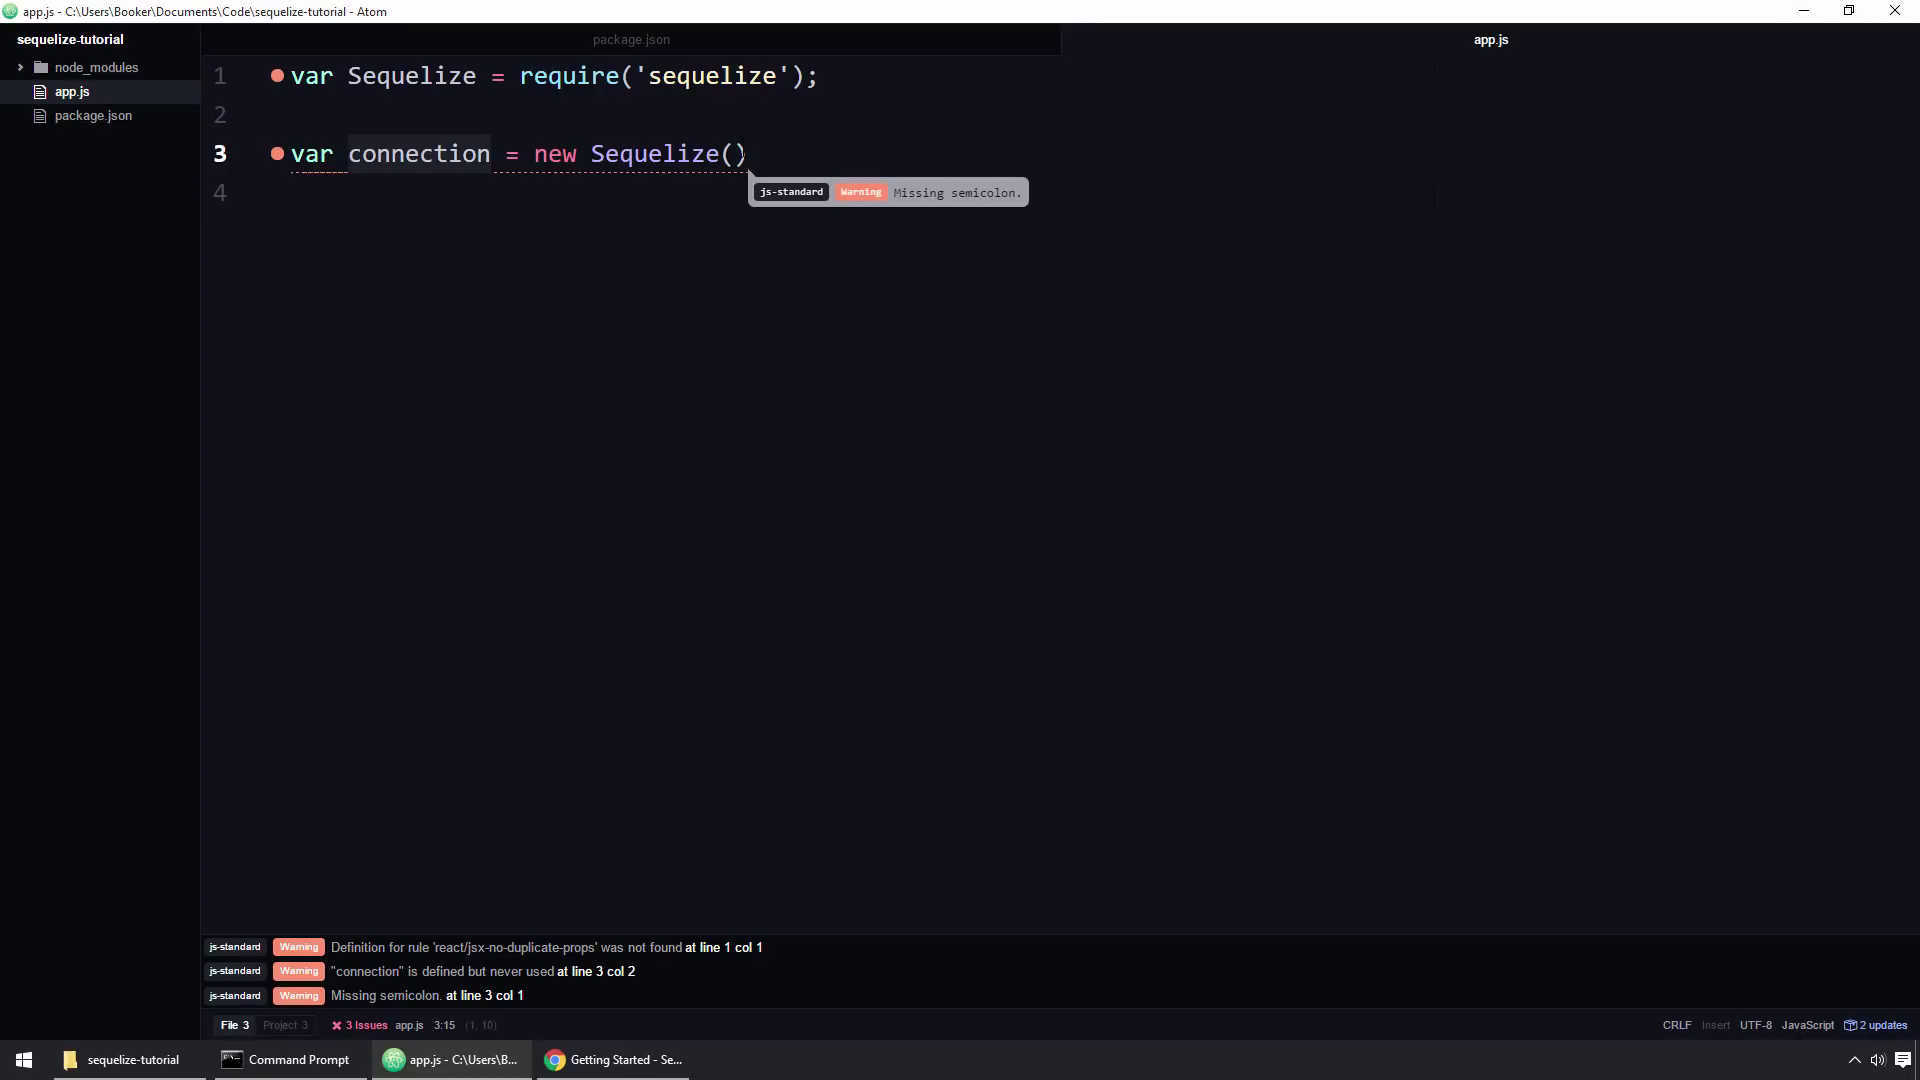 app.js - C:\Users\Booker\Documents\Code\sequelize-tutorial - Atom
sequelize-tutorial
node_modules
app.js
package.json
package.json
app.js
1 var Sequelize = require('sequelize');
2
3 var connection = new Sequelize()
js-standard Warning Missing semicolon.
4
js-standard Warning Definition for rule 'react/jsx-no-duplicate-props' was not found at line 1 col 1
js-standard Warning "connection" is defined but never used at line 3 col 2
js-standard Warning Missing semicolon. at line 3 col 1
File 3 Project 3 3 Issues app.js 3:15 (1, 10) CRLF Insert UTF-8 JavaScript 2 updates
sequelize-tutorial Command Prompt app.js - C:\Users\B... Getting Started - Se...